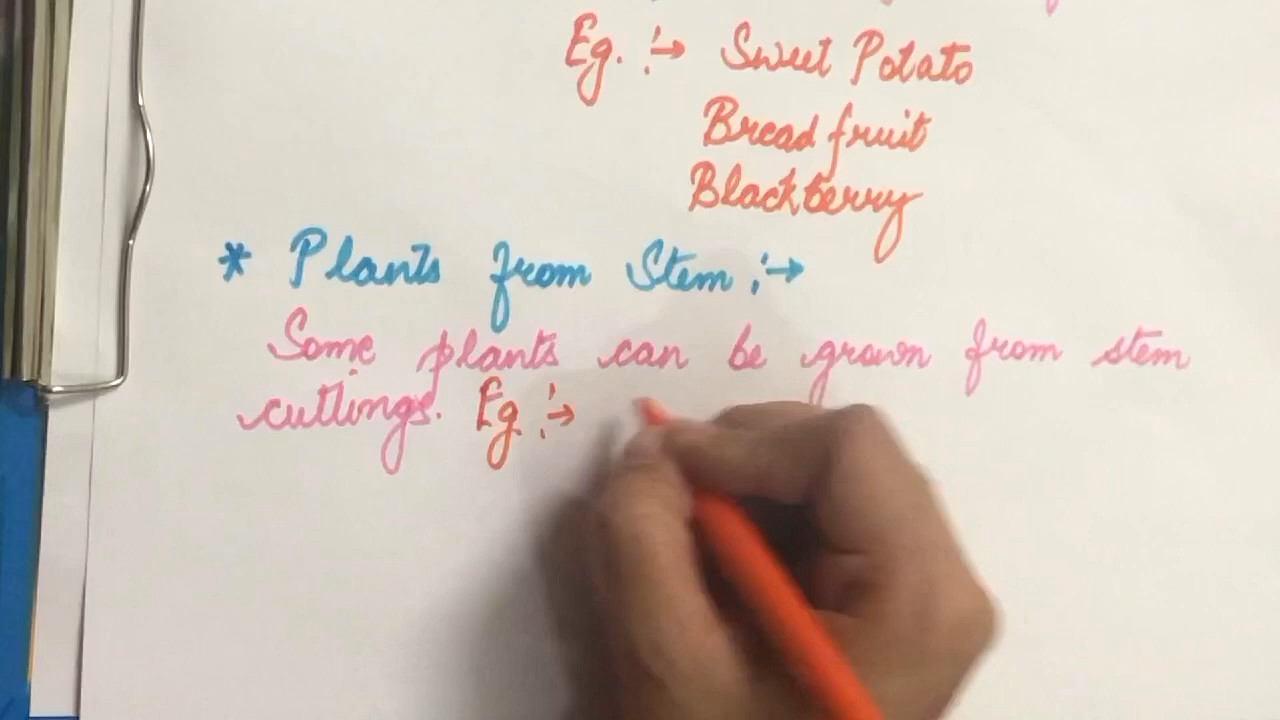 Eg. :→ Sweet Potato
Bread fruit
Blackberry
* Plants from Stem :→
Some plants can be grown from stem
cuttings. Eg. :→